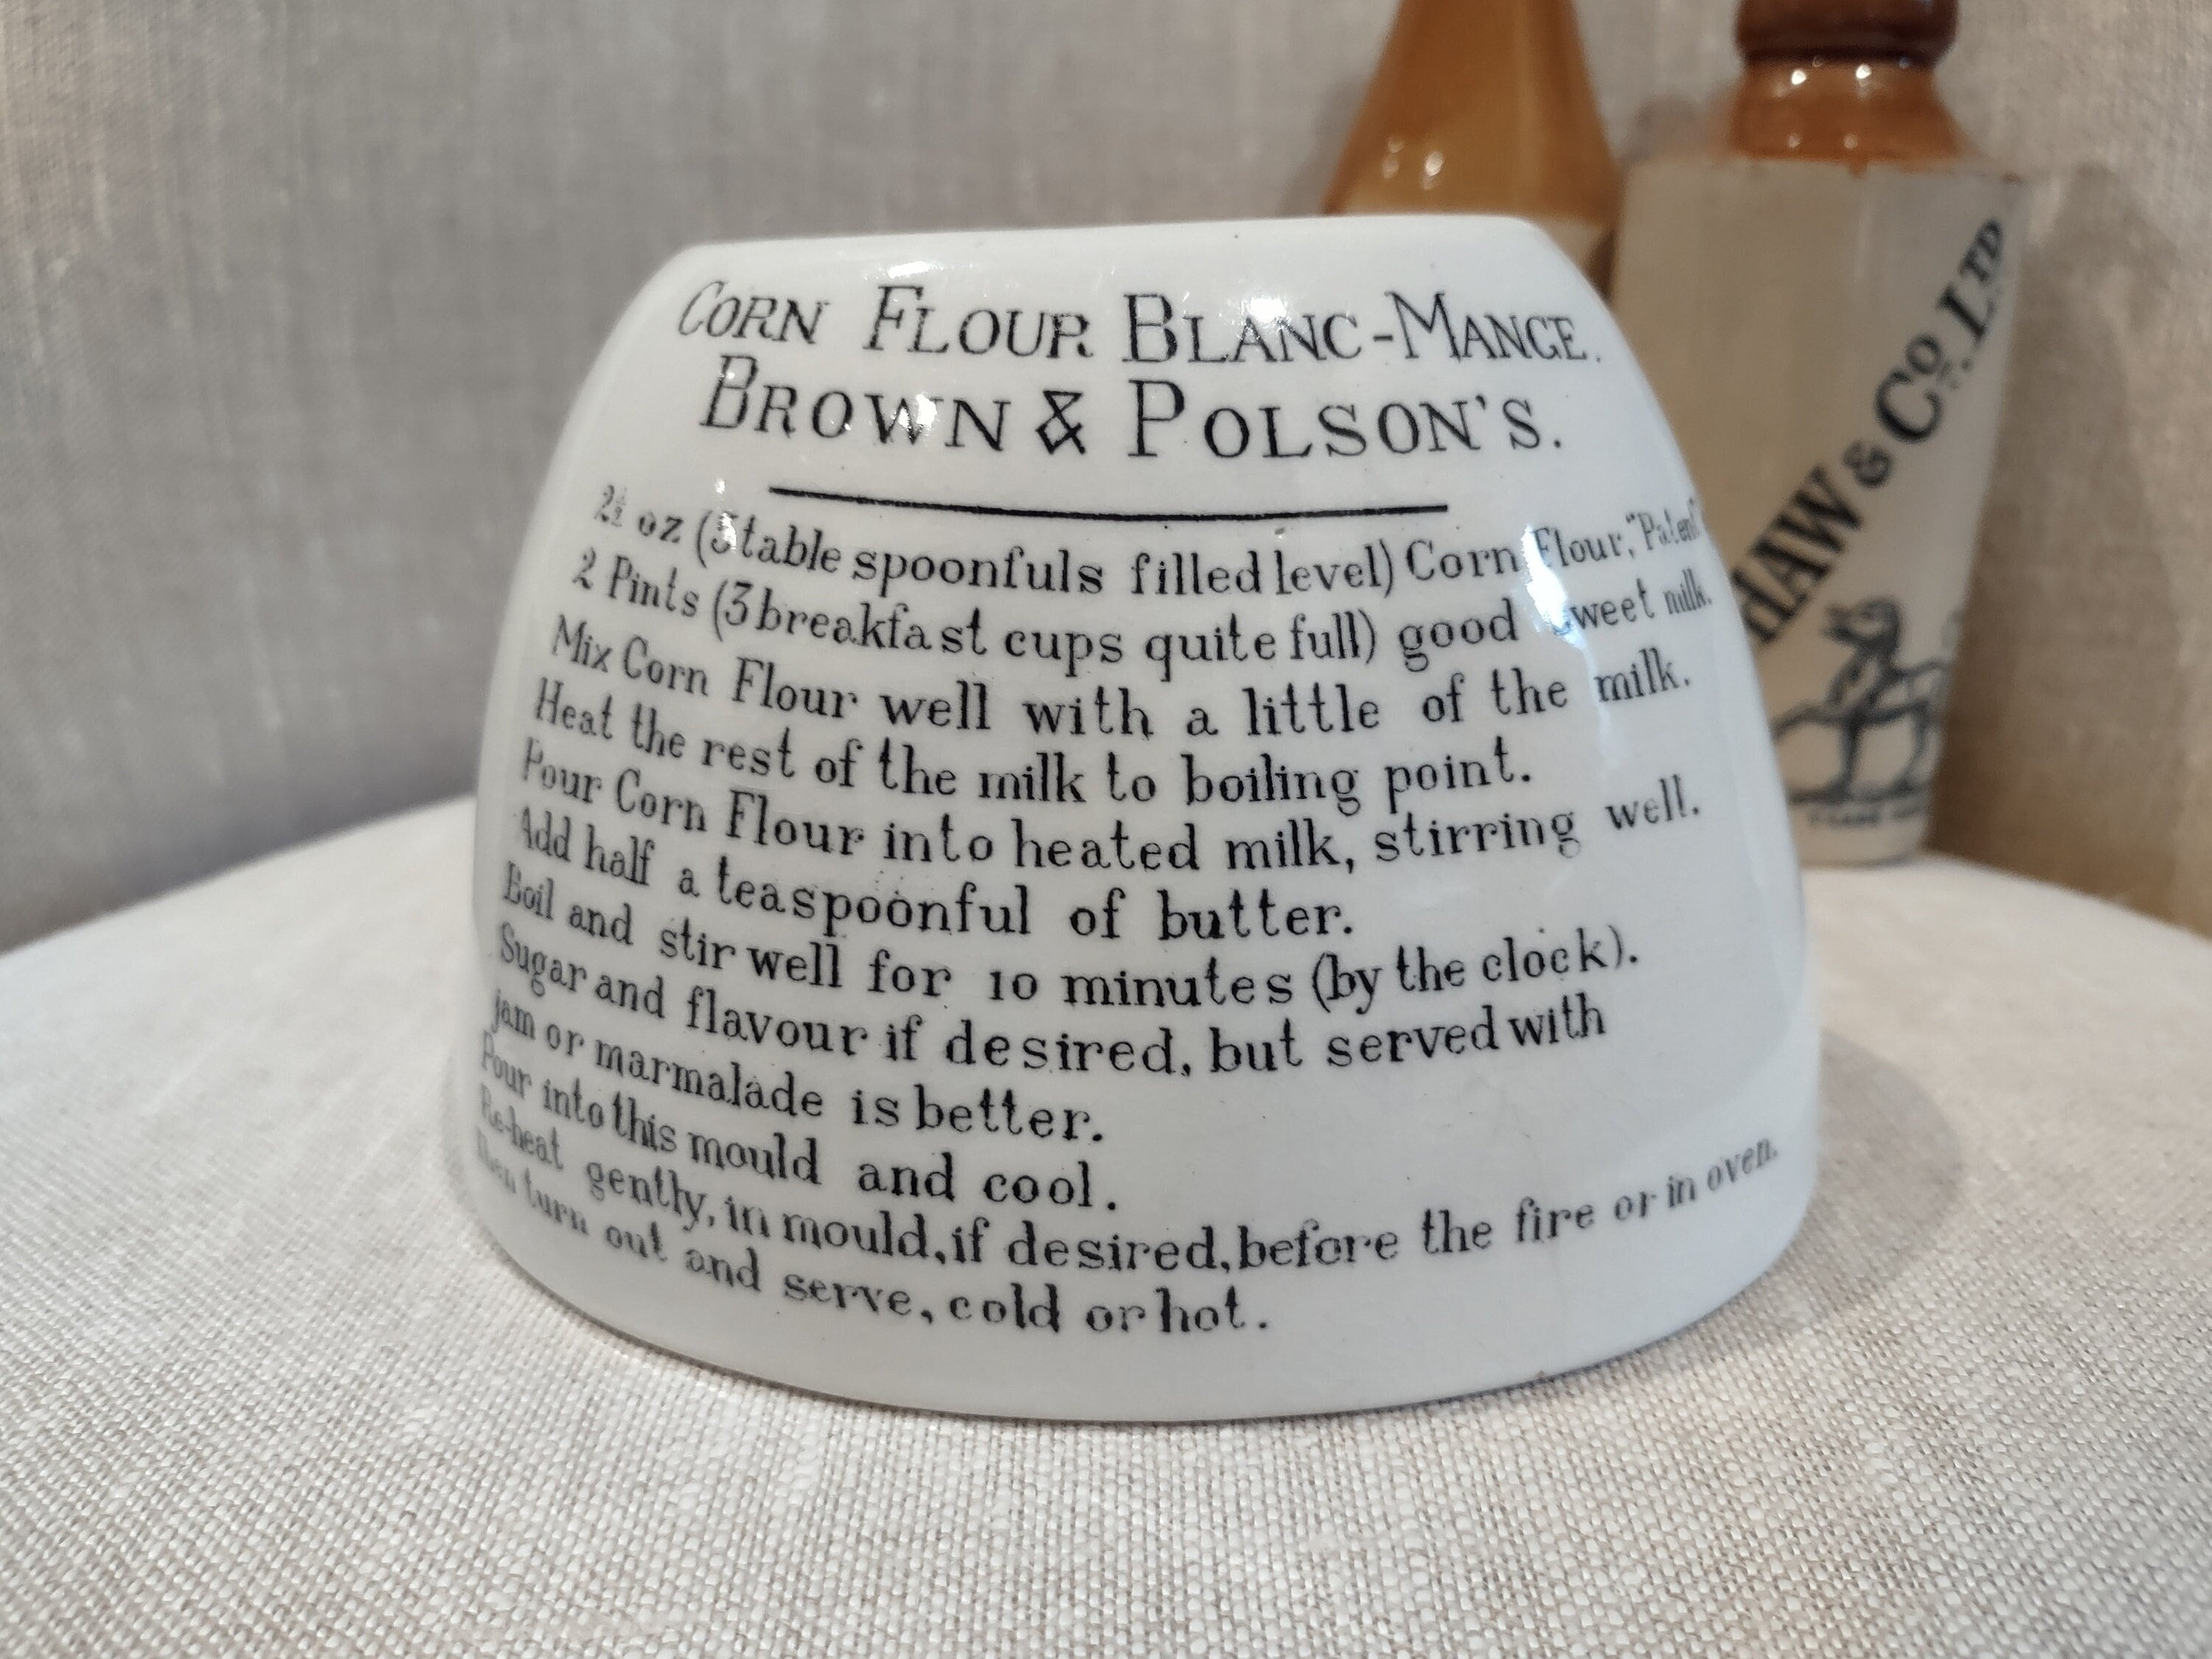 CORN FLOUR BLANC-MANGE.
BROWN & POLSON'S.
2½ oz (5 table spoonfuls filled level) Corn Flour, "Patent"
2 Pints (3 breakfast cups quite full) good sweet milk.
Mix Corn Flour well with a little of the milk.
Heat the rest of the milk to boiling point.
Pour Corn Flour into heated milk, stirring well.
Add half a teaspoonful of butter.
Boil and stir well for 10 minutes (by the clock).
Sugar and flavour if desired, but served with
jam or marmalade is better.
Pour into this mould and cool.
Re-heat gently, in mould, if desired, before the fire or in oven.
Then turn out and serve, cold or hot.
HAW & Co. LTD